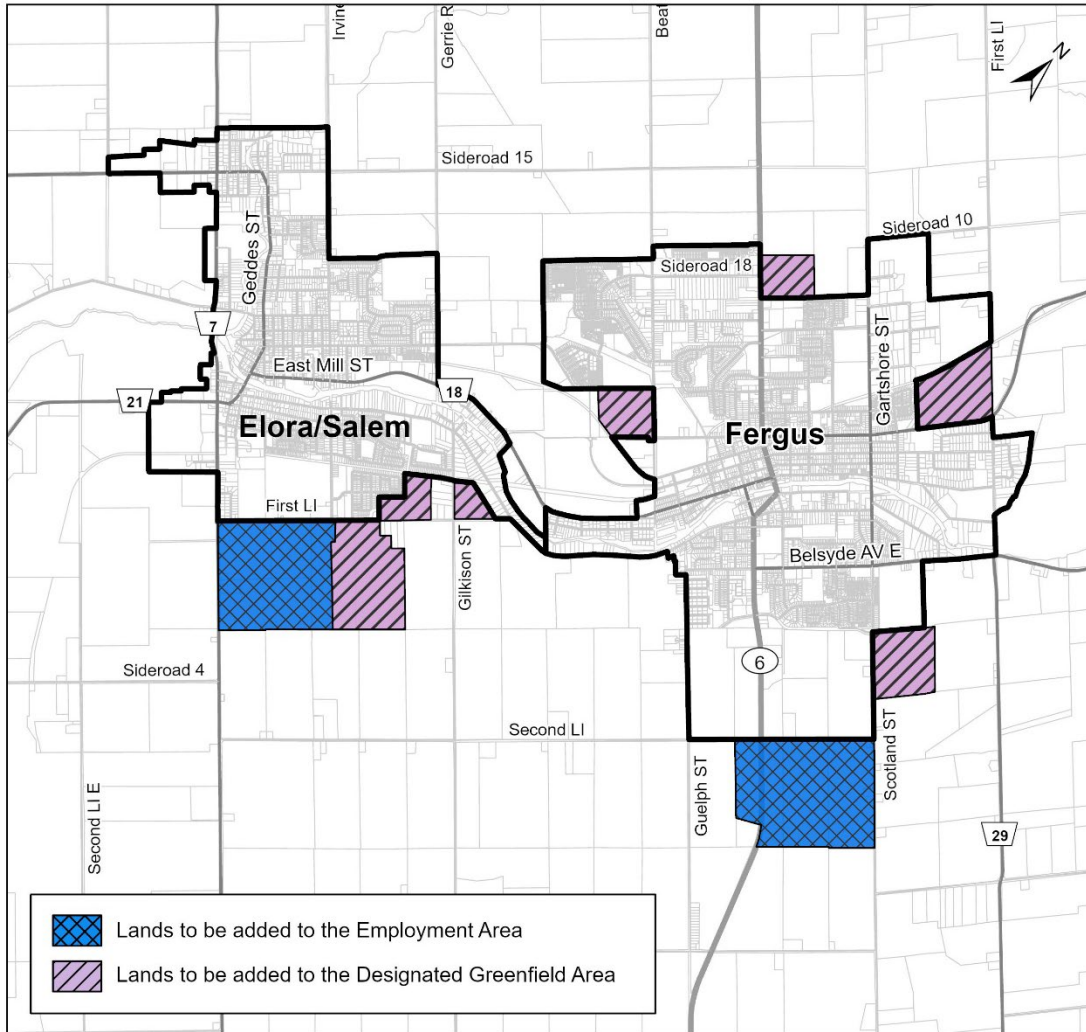 Irvine
Gerrie R
Beat
First LI
N
Sideroad 15
Sideroad 10
Geddes ST
Sideroad 18
7
Gartshore ST
East Mill ST
18
21
Elora/Salem
Fergus
First LI
Gilkison ST
Belsyde AV E
6
Sideroad 4
Second LI
Scotland ST
Guelph ST
Second LI E
29
Lands to be added to the Employment Area
Lands to be added to the Designated Greenfield Area